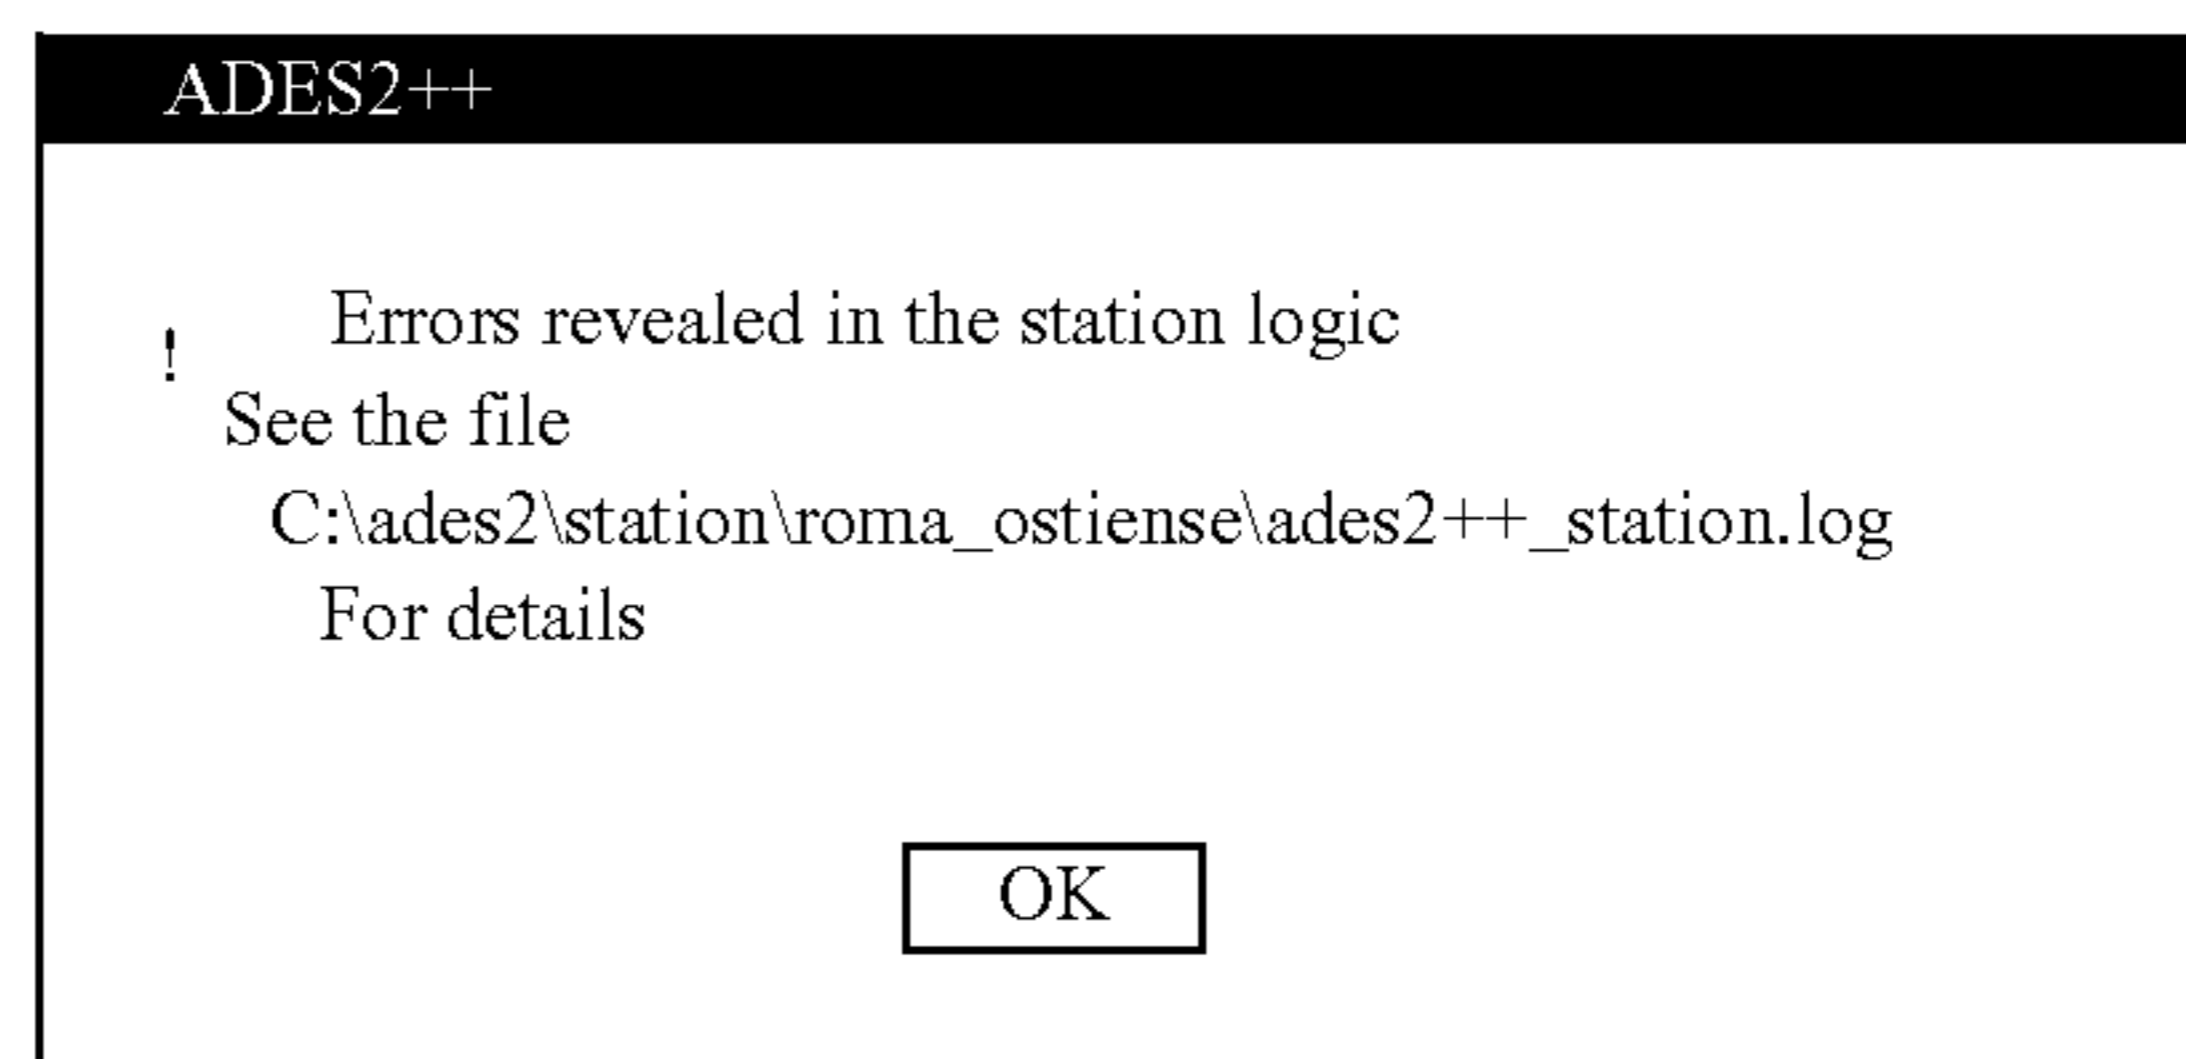 ADES2++
Errors revealed in the station logic
!
See the file
C:\ades2\station\roma_ostiense\ades2++_station.log
For details
OK